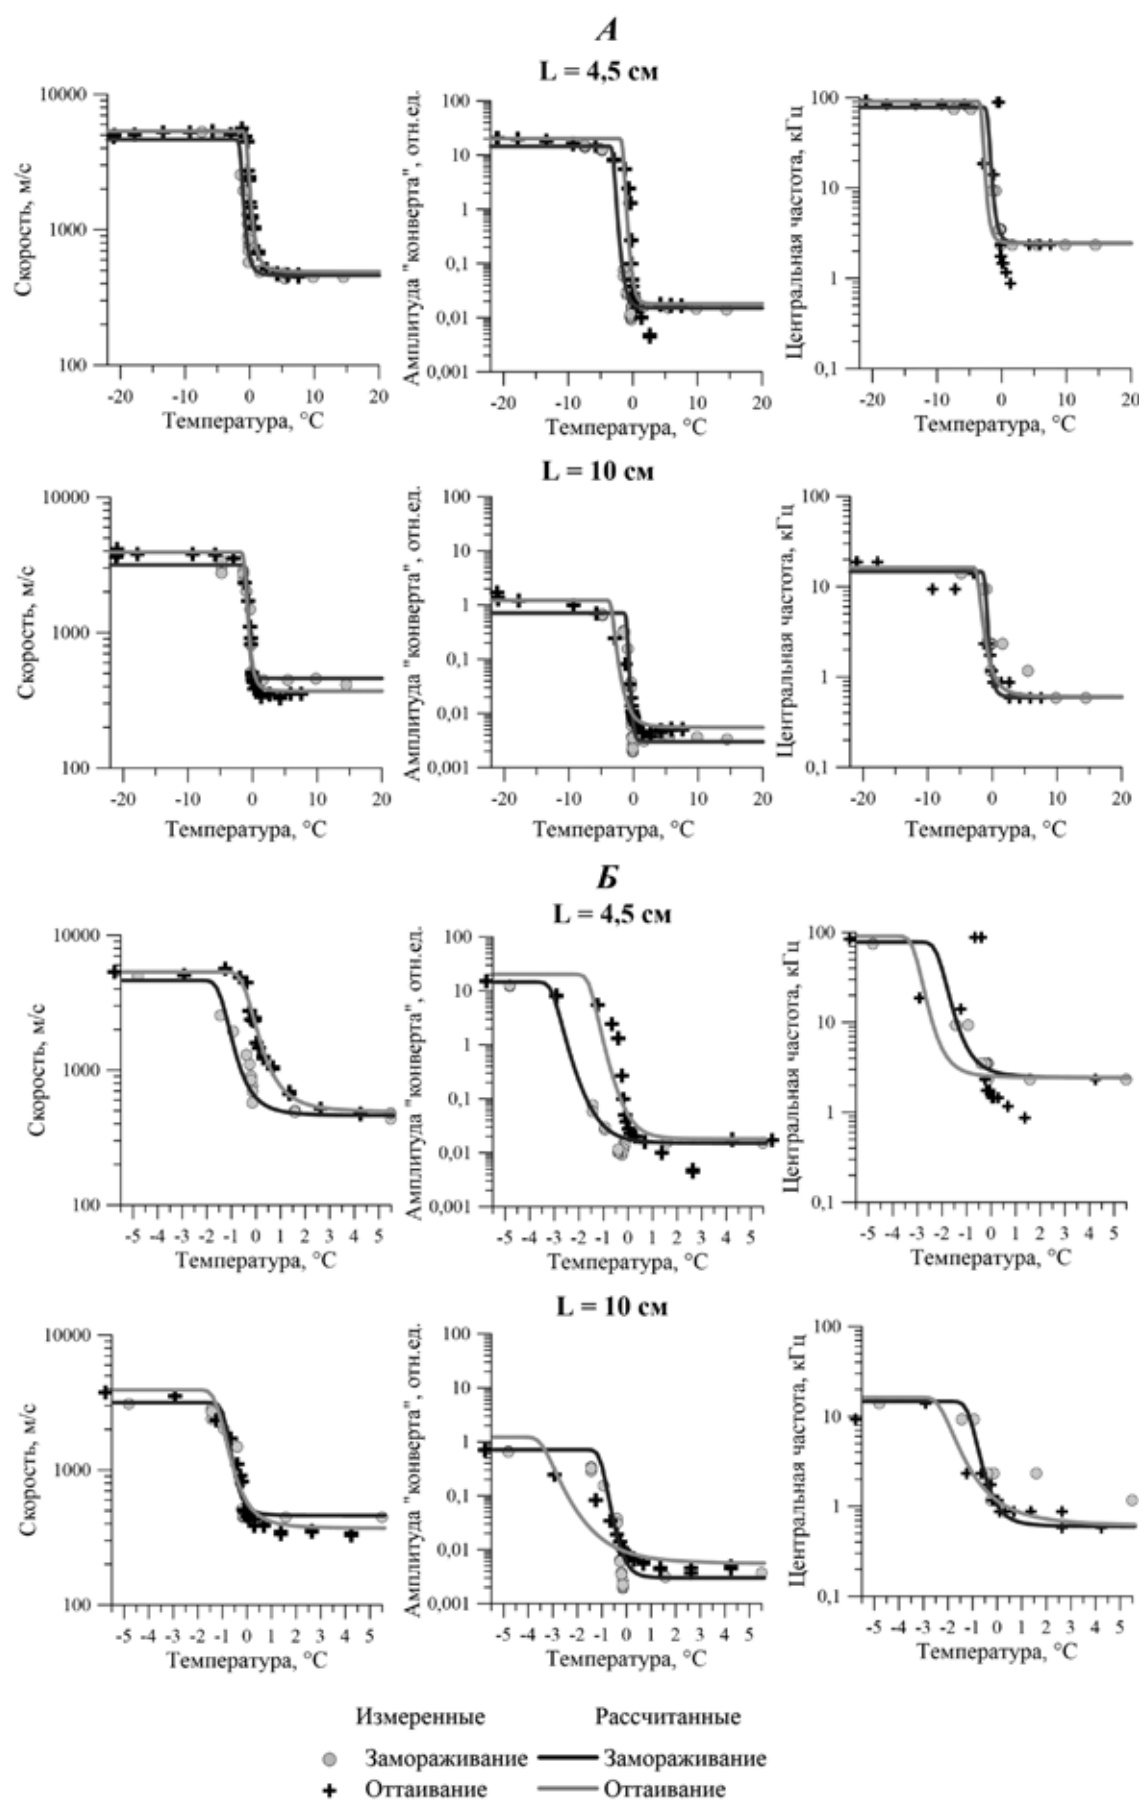 А
L = 4,5 см
Скорость, м/с
10000
1000
100
-20 -10 0 10 20
Температура, °C
Амплитуда "конверта", отн.ед.
100
10
1
0,1
0,01
0,001
-20 -10 0 10 20
Температура, °C
Центральная частота, кГц
100
10
1
0,1
-20 -10 0 10 20
Температура, °C
L = 10 см
Скорость, м/с
10000
1000
100
-20 -10 0 10 20
Температура, °C
Амплитуда "конверта", отн.ед.
100
10
1
0,1
0,01
0,001
-20 -10 0 10 20
Температура, °C
Центральная частота, кГц
100
10
1
0,1
-20 -10 0 10 20
Температура, °C
Б
L = 4,5 см
Скорость, м/с
10000
1000
100
-5 -4 -3 -2 -1 0 1 2 3 4 5
Температура, °C
Амплитуда "конверта", отн.ед.
100
10
1
0,1
0,01
0,001
-5 -4 -3 -2 -1 0 1 2 3 4 5
Температура, °C
Центральная частота, кГц
100
10
1
0,1
-5 -4 -3 -2 -1 0 1 2 3 4 5
Температура, °C
L = 10 см
Скорость, м/с
10000
1000
100
-5 -4 -3 -2 -1 0 1 2 3 4 5
Температура, °C
Амплитуда "конверта", отн.ед.
100
10
1
0,1
0,01
0,001
-5 -4 -3 -2 -1 0 1 2 3 4 5
Температура, °C
Центральная частота, кГц
100
10
1
0,1
-5 -4 -3 -2 -1 0 1 2 3 4 5
Температура, °C
Измеренные Рассчитанные
Замораживание Замораживание
Оттаивание Оттаивание